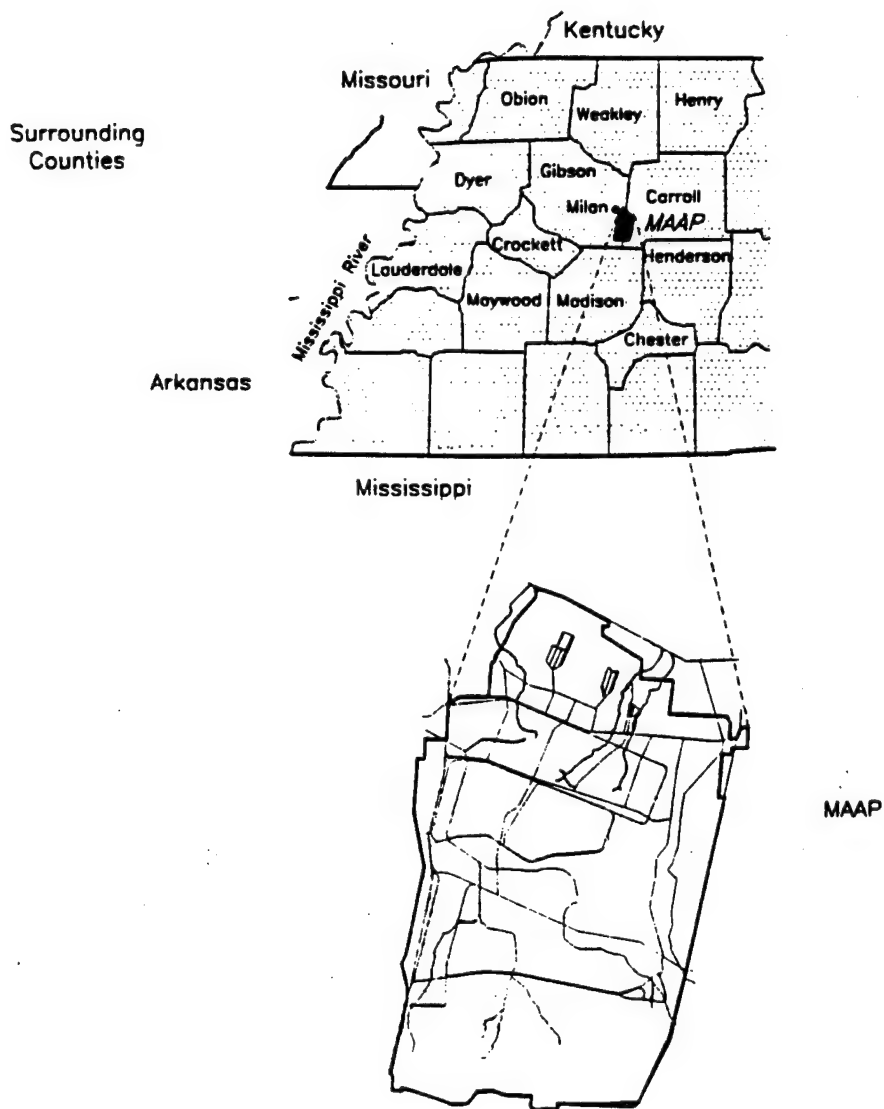 Kentucky
Missouri
Obion
Weakley
Henry
Surrounding
Counties
Dyer
Gibson
Carroll
Milan
MAAP
Crockett
Henderson
Lauderdale
Mississippi River
Maywood
Madison
Chester
Arkansas
Mississippi
MAAP